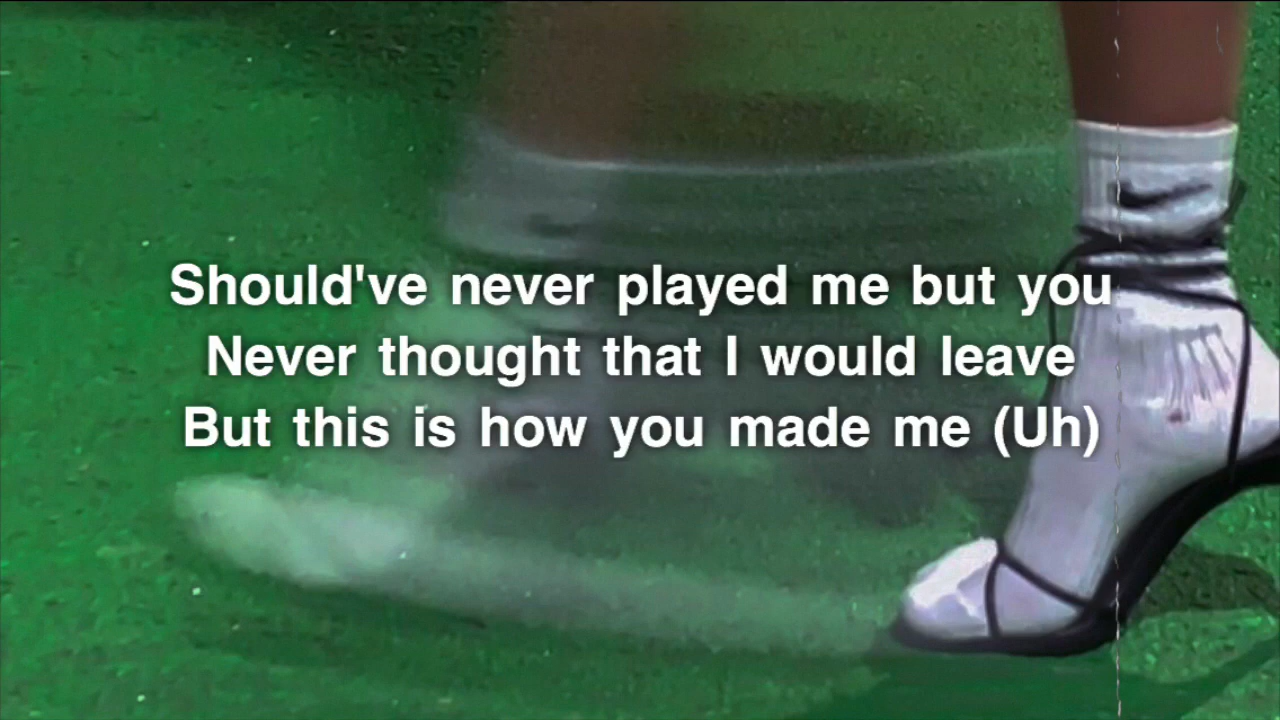 Should've never played me but you
Never thought that I would leave
But this is how you made me (Uh)